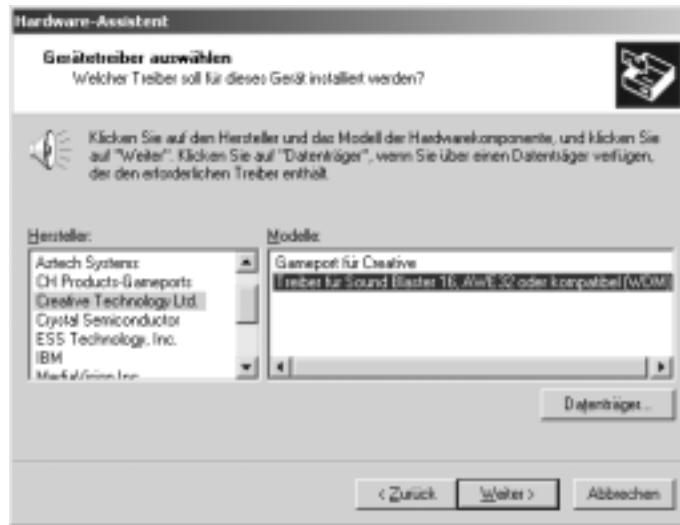 Hardware-Assistent
Gerätetreiber auswählen
Welcher Treiber soll für dieses Gerät installiert werden?
Klicken Sie auf den Hersteller und das Modell der Hardwarekomponente, und klicken Sie
auf "Weiter". Klicken Sie auf "Datenträger", wenn Sie über einen Datenträger verfügen,
der den erforderlichen Treiber enthält.
Hersteller:
Modelle:
Aztech Systems
CH Products-Gameports
Creative Technology Ltd.
Crystal Semiconductor
ESS Technology, Inc.
IBM
MediaVision Inc.
Gameport für Creative
Treiber für Sound Blaster 16, AWE32 oder kompatibel (WDM)
Datenträger...
< Zurück
Weiter >
Abbrechen